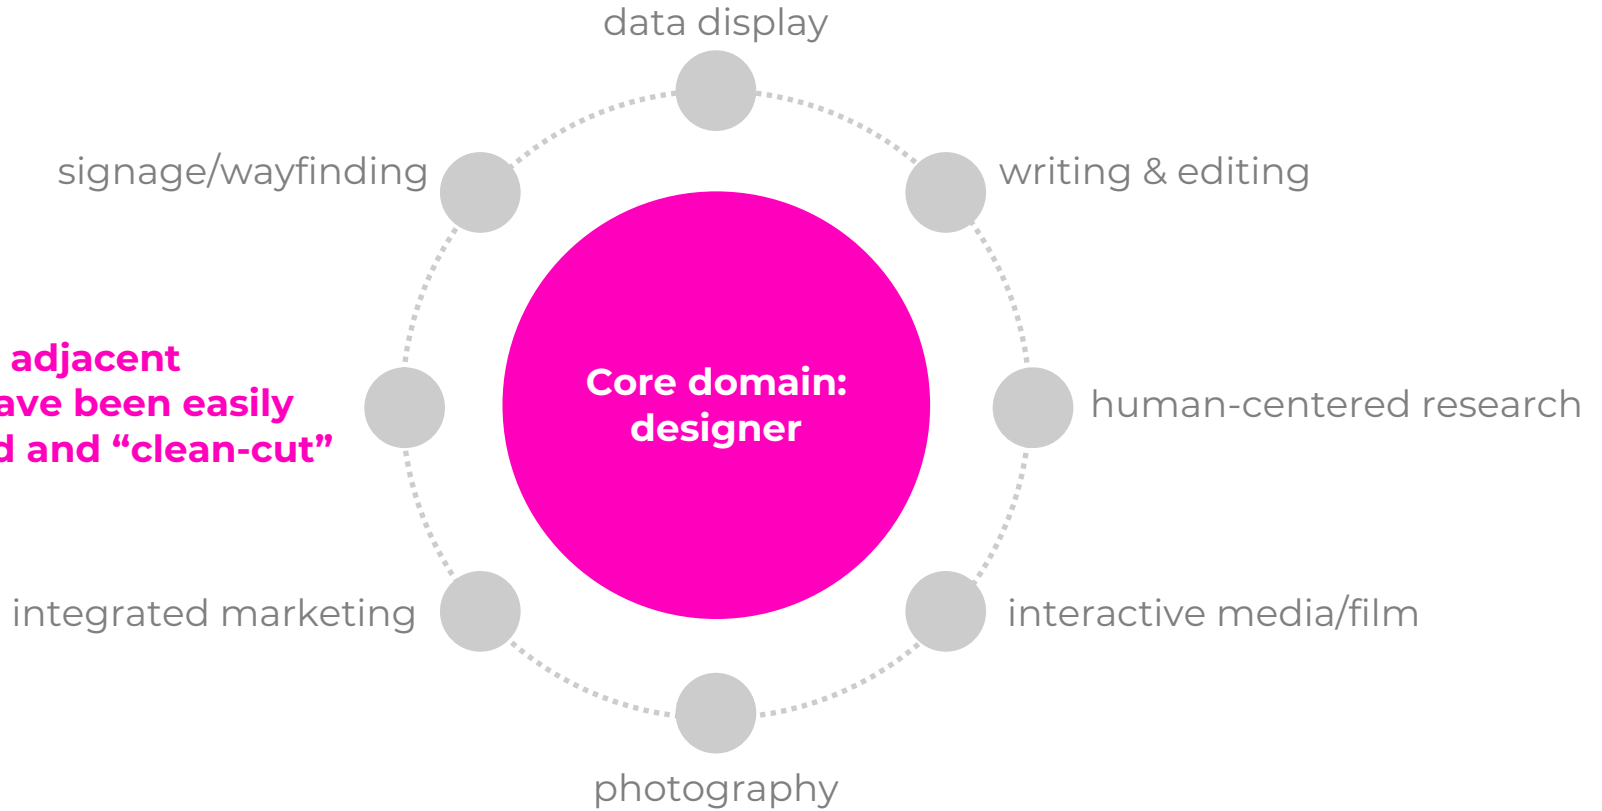 data display
signage/wayfinding
writing & editing
adjacent
been easily
and “clean-cut”
Core domain:
designer
human-centered research
integrated marketing
interactive media/film
photography